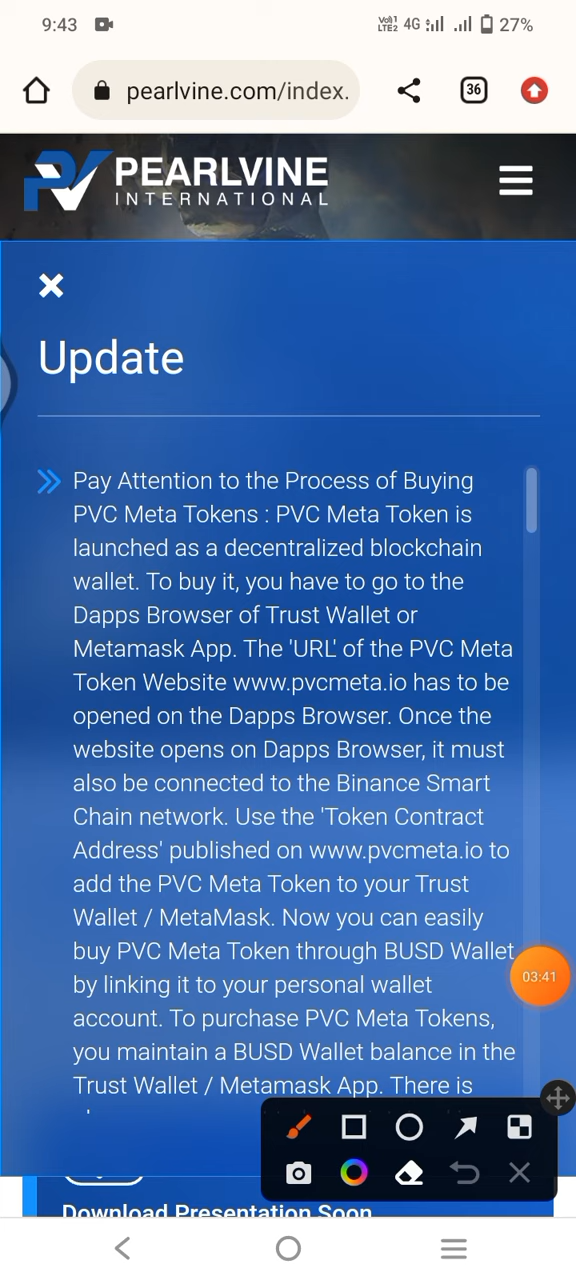 9:43
Vo)) 1 LTE2 4G 27%
pearlvine.com/index.
36
PEARLVINE
INTERNATIONAL
Update
Pay Attention to the Process of Buying
PVC Meta Tokens : PVC Meta Token is
launched as a decentralized blockchain
wallet. To buy it, you have to go to the
Dapps Browser of Trust Wallet or
Metamask App. The 'URL' of the PVC Meta
Token Website www.pvcmeta.io has to be
opened on the Dapps Browser. Once the
website opens on Dapps Browser, it must
also be connected to the Binance Smart
Chain network. Use the 'Token Contract
Address' published on www.pvcmeta.io to
add the PVC Meta Token to your Trust
Wallet / MetaMask. Now you can easily
buy PVC Meta Token through BUSD Wallet
by linking it to your personal wallet
account. To purchase PVC Meta Tokens,
you maintain a BUSD Wallet balance in the
Trust Wallet / Metamask App. There is
03:41
Download Presentation Soon